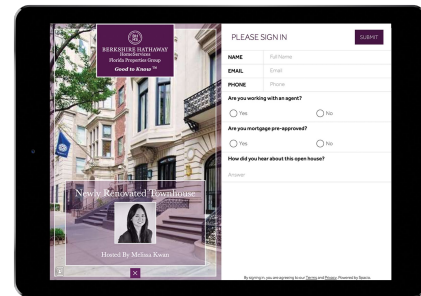 BERKSHIRE HATHAWAY
HomeServices
Florida Properties Group
Good to Know™
Newly Renovated Townhouse
Hosted By Melissa Kwan
PLEASE SIGN IN
SUBMIT
NAME Full Name
EMAIL Email
PHONE Phone
Are you working with an agent?
Yes No
Are you mortgage pre-approved?
Yes No
How did you hear about this open house?
Answer
By signing in, you are agreeing to our Terms and Privacy. Powered by Spacio.